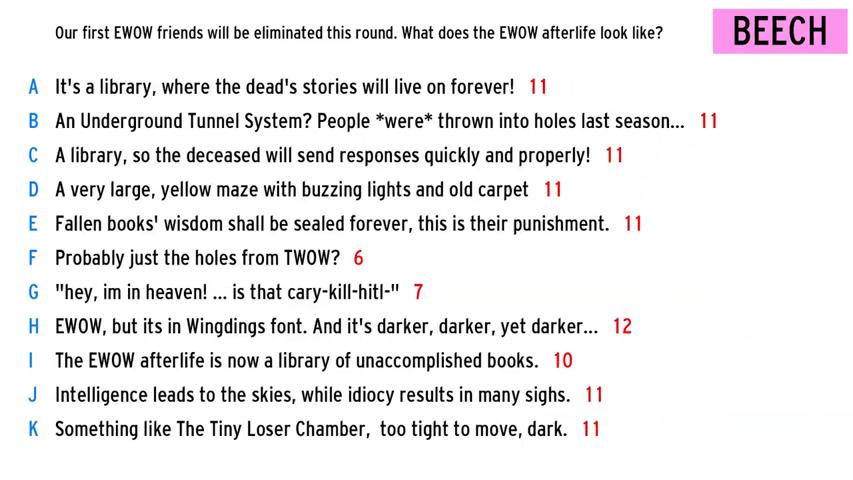 Our first EWOW friends will be eliminated this round. What does the EWOW afterlife look like?
BEECH
A It's a library, where the dead's stories will live on forever! 11
B An Underground Tunnel System? People *were* thrown into holes last season... 11
C A library, so the deceased will send responses quickly and properly! 11
D A very large, yellow maze with buzzing lights and old carpet 11
E Fallen books' wisdom shall be sealed forever, this is their punishment. 11
F Probably just the holes from TWOW? 6
G "hey, im in heaven! ... is that cary-kill-hitl-" 7
H EWOW, but its in Wingdings font. And it's darker, darker, yet darker... 12
I The EWOW afterlife is now a library of unaccomplished books. 10
J Intelligence leads to the skies, while idiocy results in many sighs. 11
K Something like The Tiny Loser Chamber,  too tight to move, dark. 11